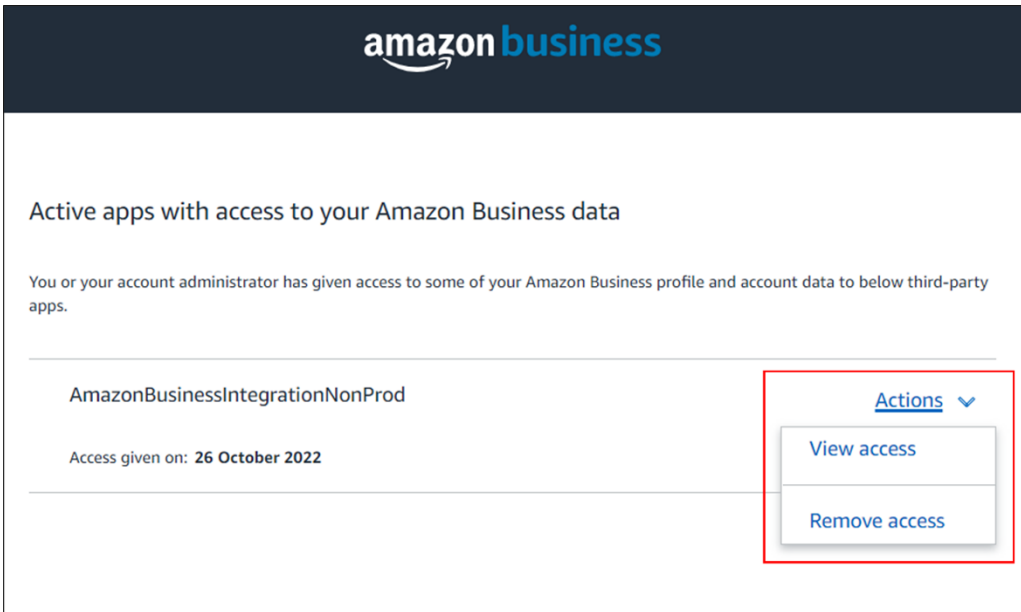 amazon business
Active apps with access to your Amazon Business data
You or your account administrator has given access to some of your Amazon Business profile and account data to below third-party
apps.
AmazonBusinessIntegrationNonProd
Actions
Access given on: 26 October 2022
View access
Remove access